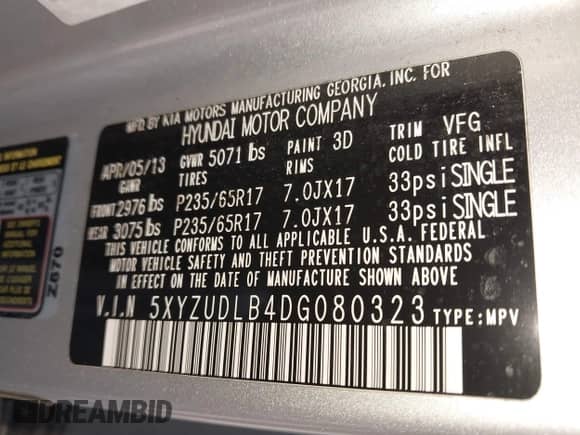 MFD BY KIA MOTORS MANUFACTURING GEORGIA, INC. FOR
HYUNDAI MOTOR COMPANY
APR/05/13 GVWR 5071 lbs PAINT 3D TRIM VFG
GAWR TIRES RIMS COLD TIRE INFL
FRONT 2976 lbs P235/65R17 7.0JX17 33psi SINGLE
REAR 3075 lbs P235/65R17 7.0JX17 33psi SINGLE
THIS VEHICLE CONFORMS TO ALL APPLICABLE U.S.A. FEDERAL
MOTOR VEHICLE SAFETY AND THEFT PREVENTION STANDARDS
IN EFFECT ON THE DATE OF MANUFACTURE SHOWN ABOVE.
V.I.N 5XYZUDLB4DG080323 TYPE:MPV
INFORMATION
Z670
DREAMBID